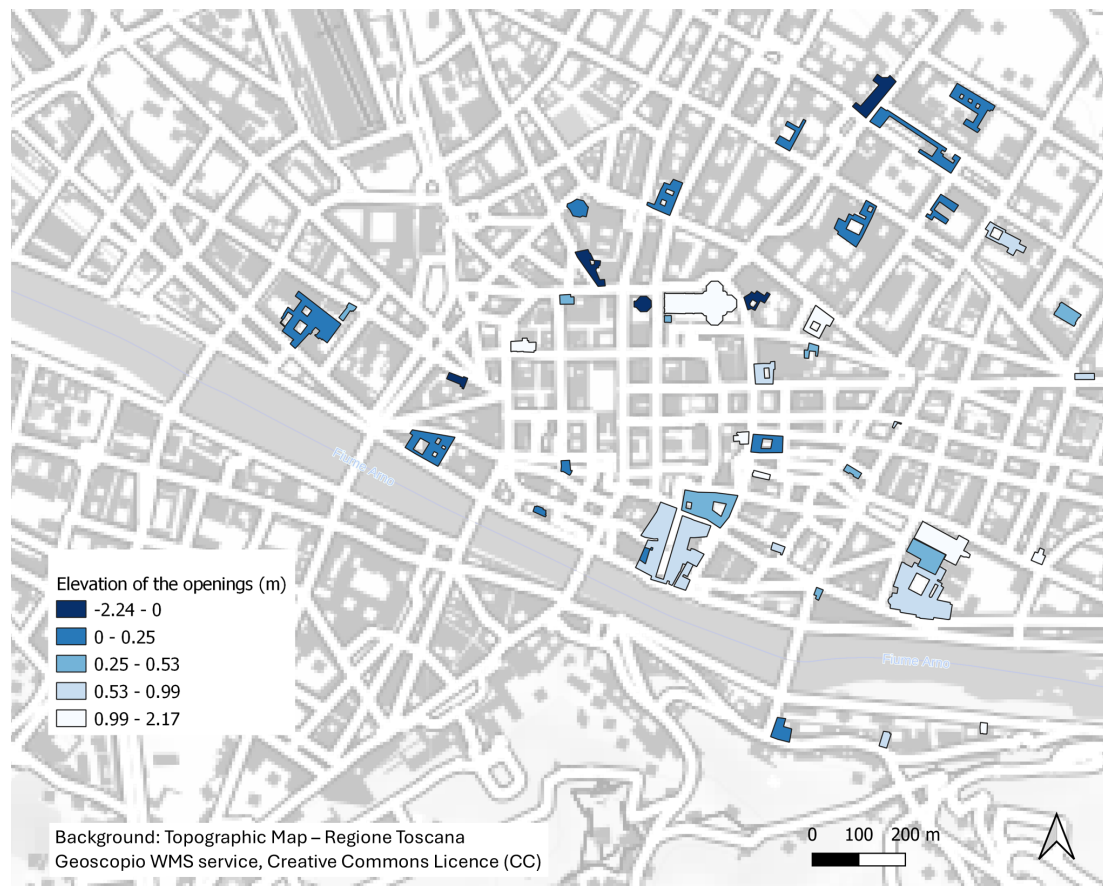 Fiume Arno
Elevation of the openings (m)
-2.24 - 0
0 - 0.25
0.25 - 0.53
0.53 - 0.99
0.99 - 2.17
Fiume Arno
Background: Topographic Map – Regione Toscana
Geoscopio WMS service, Creative Commons Licence (CC)
0 100 200 m